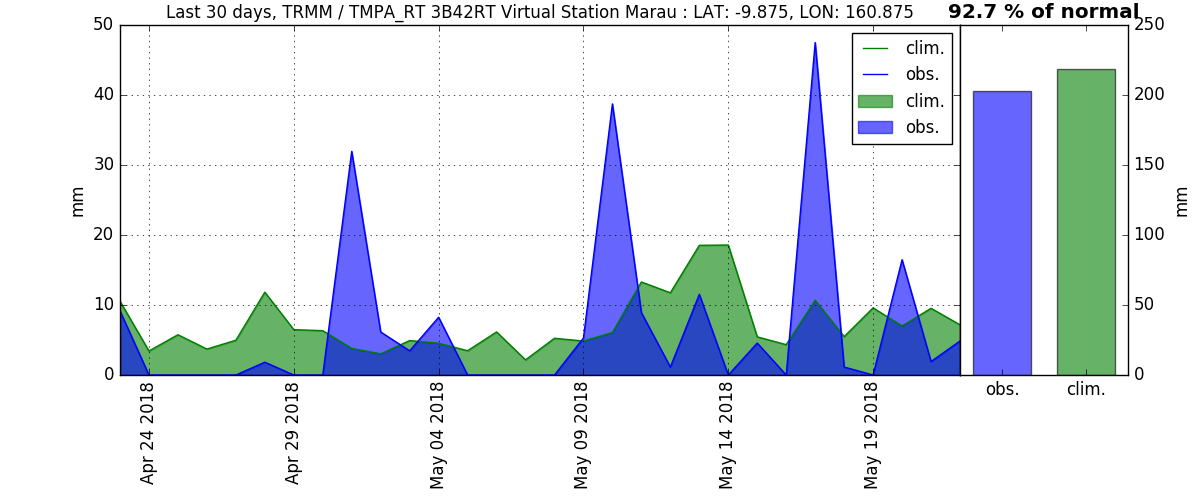 Last 30 days, TRMM / TMPA_RT 3B42RT Virtual Station Marau : LAT: -9.875, LON: 160.875
92.7 % of normal
50
40
30
20
10
0
mm
clim.
obs.
clim.
obs.
250
200
150
100
50
0
mm
Apr 24 2018
Apr 29 2018
May 04 2018
May 09 2018
May 14 2018
May 19 2018
obs.
clim.